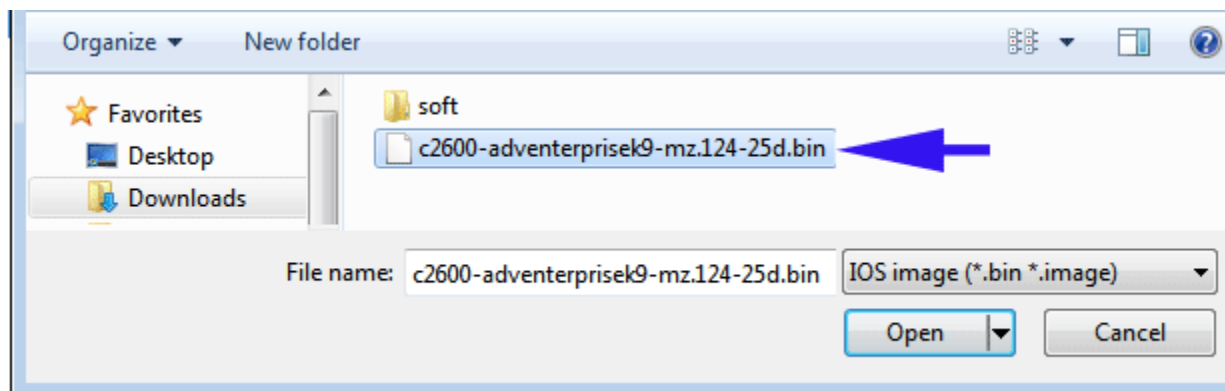 Organize New folder
Favorites
Desktop
Downloads
soft
c2600-adventerprisek9-mz.124-25d.bin
File name: c2600-adventerprisek9-mz.124-25d.bin IOS image (*.bin *.image)
Open Cancel